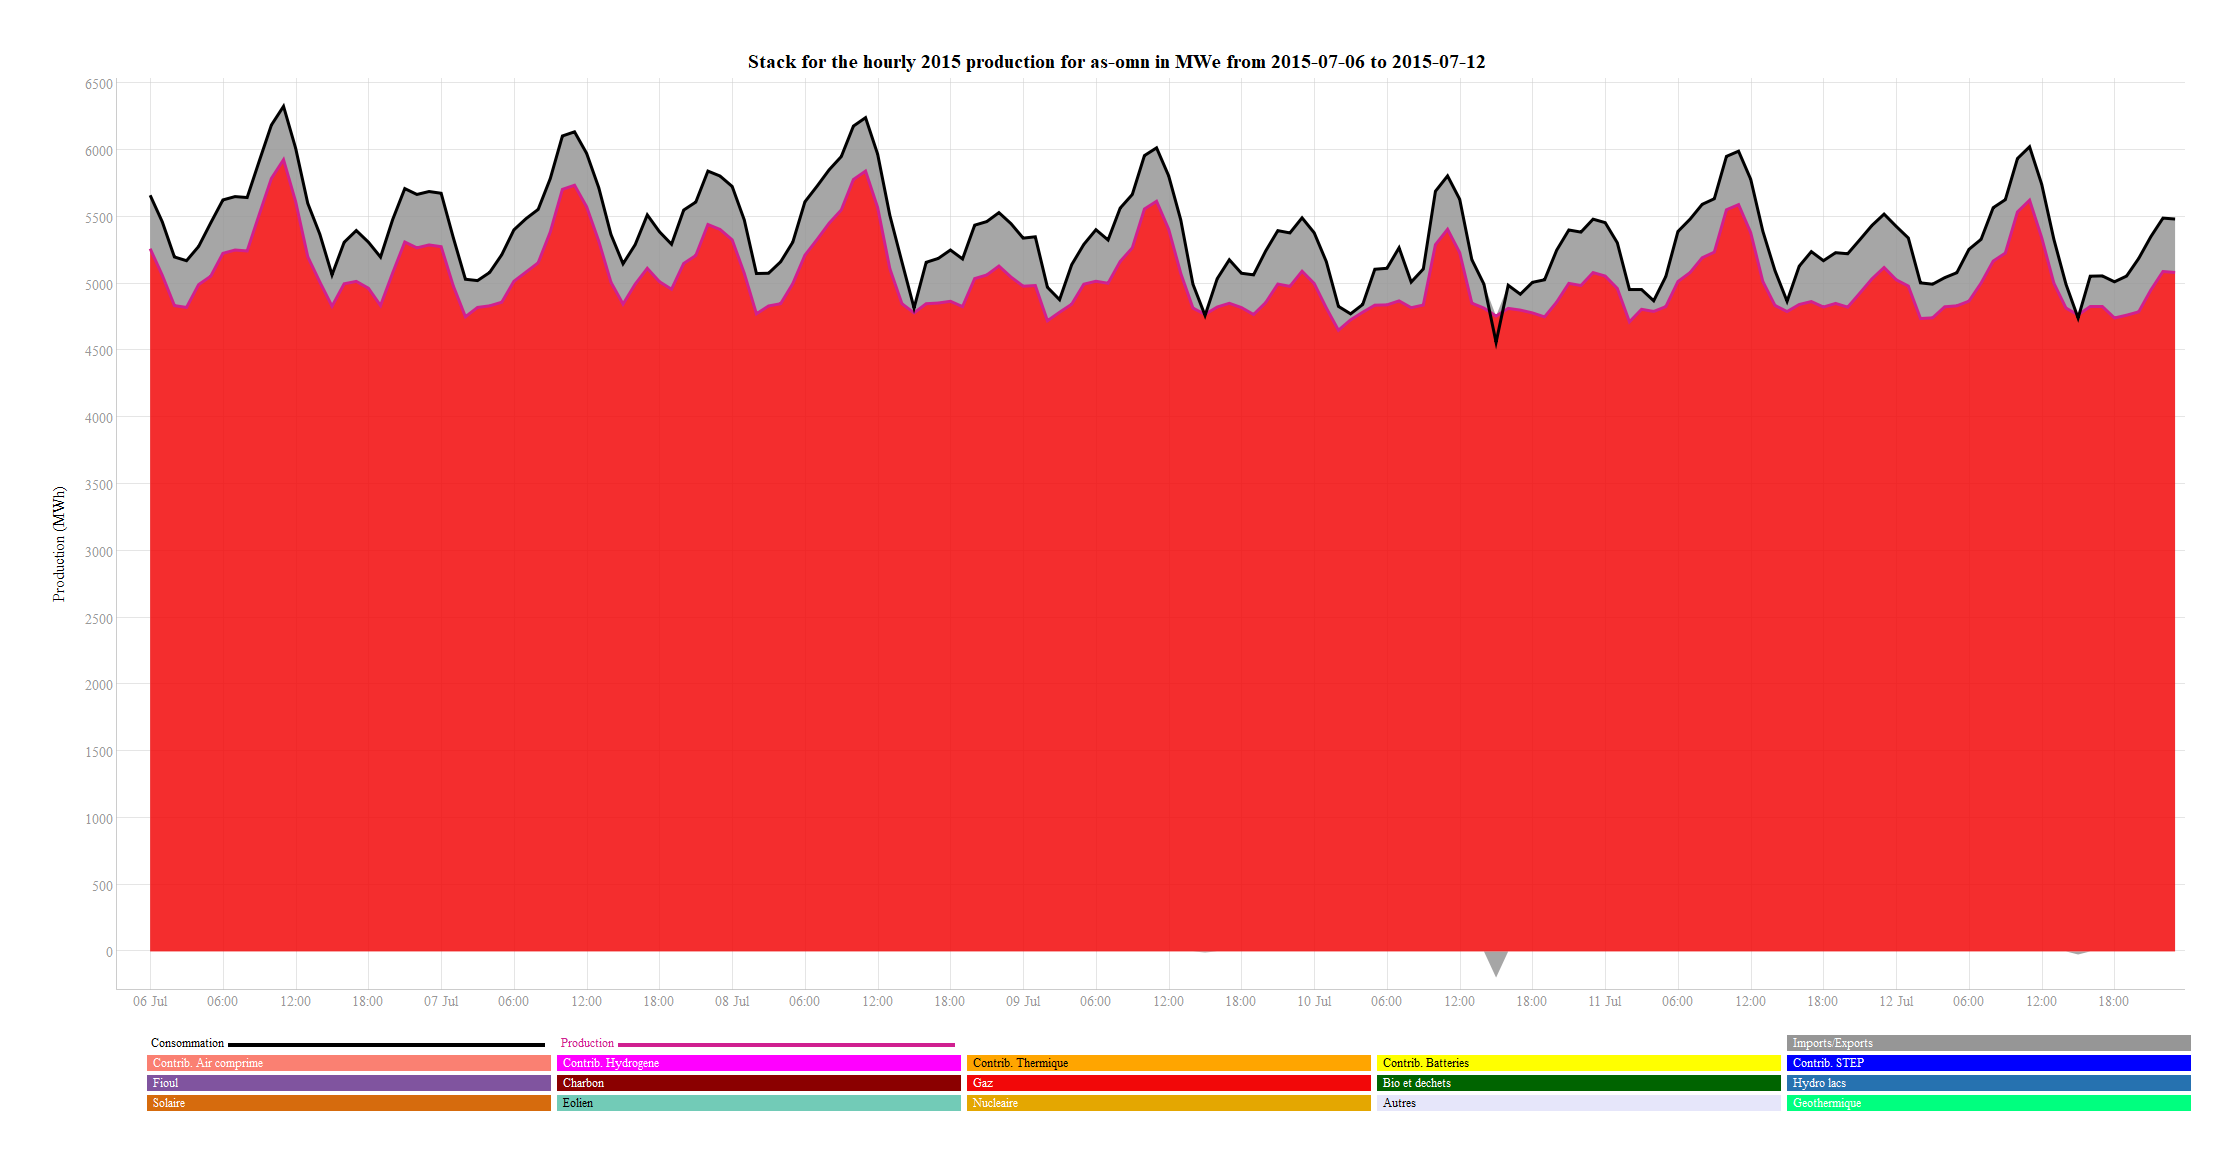 Stack for the hourly 2015 production for as-omn in MWe from 2015-07-06 to 2015-07-12
6500
6000
5500
5000
4500
4000
3500
3000
2500
2000
1500
1000
500
0
Production (MWh)
06 Jul 06:00 12:00 18:00 07 Jul 06:00 12:00 18:00 08 Jul 06:00 12:00 18:00 09 Jul 06:00 12:00 18:00 10 Jul 06:00 12:00 18:00 11 Jul 06:00 12:00 18:00 12 Jul 06:00 12:00 18:00
Consommation Production Imports/Exports
Contrib. Air comprime Contrib. Hydrogene Contrib. Thermique Contrib. Batteries Contrib. STEP
Fioul Charbon Gaz Bio et dechets Hydro lacs
Solaire Eolien Nucleaire Autres Geothermique